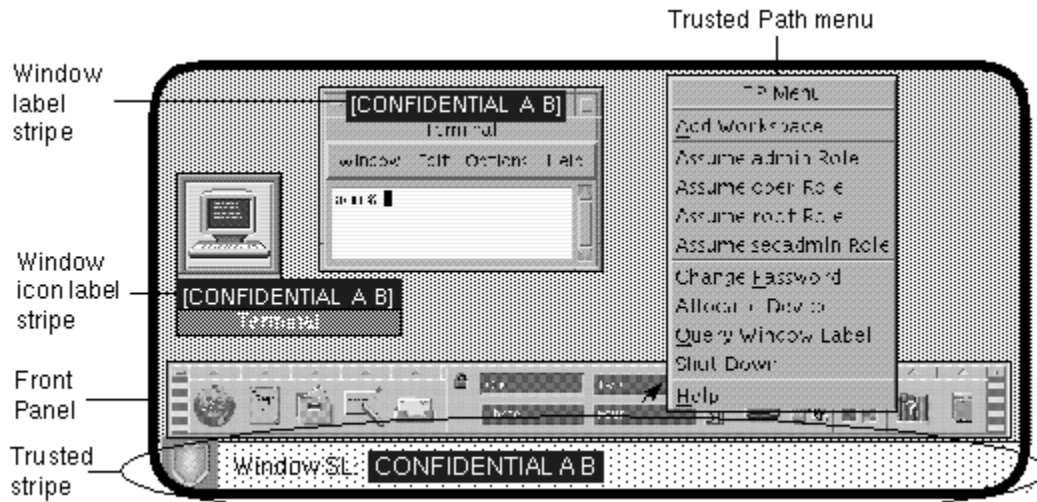 Trusted Path menu
Window
label
stripe
[CONFIDENTIAL A B]
Terminal
Window Edit Options Help
TP Menu
Add Workspace
Assume admin Role
Assume oper Role
Assume root Role
Assume secadmin Role
Change Password
Allocate Device
Query Window Label
Shut Down
Help
Window
icon label
stripe
[CONFIDENTIAL A B]
Terminal
Front
Panel
Trusted
stripe
Window SL: CONFIDENTIAL A B